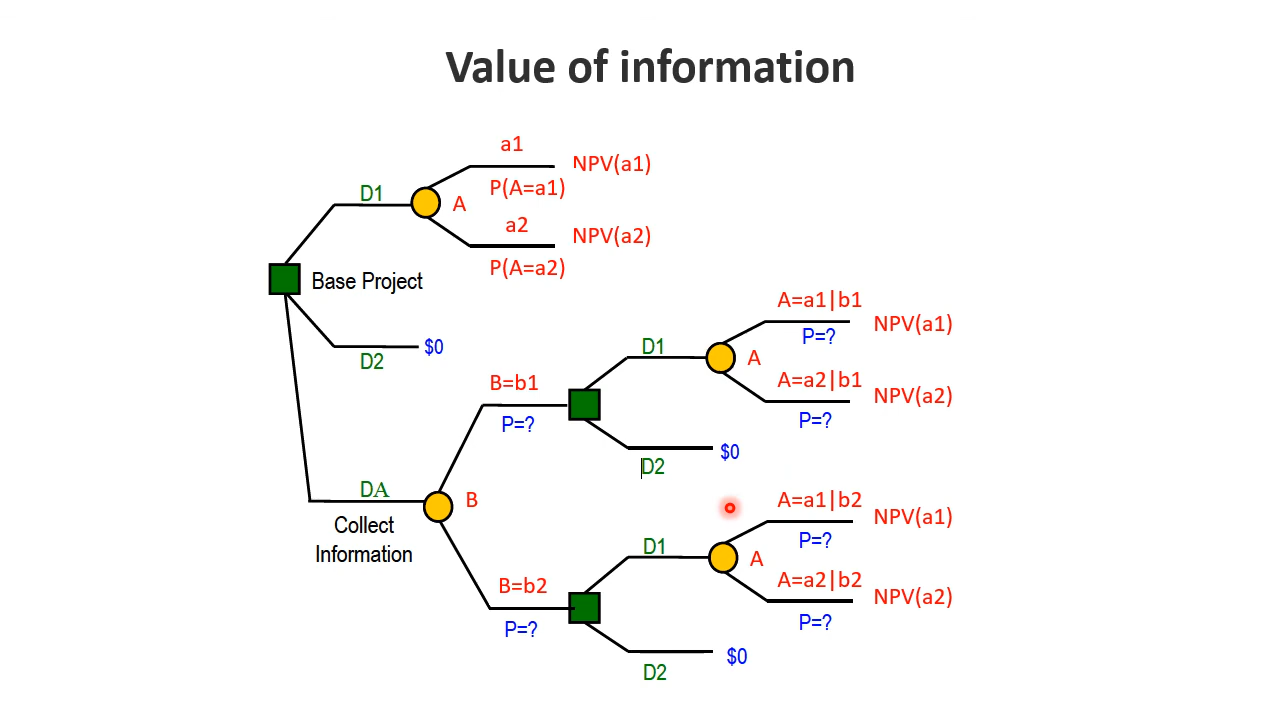 Value of information
a1
NPV(a1)
P(A=a1)
D1
A
a2
NPV(a2)
P(A=a2)
Base Project
D2
$0
A=a1|b1
NPV(a1)
P=?
D1
A
B=b1
A=a2|b1
NPV(a2)
P=?
P=?
$0
D2
DA
B
Collect
Information
A=a1|b2
NPV(a1)
P=?
D1
A
B=b2
A=a2|b2
NPV(a2)
P=?
P=?
$0
D2